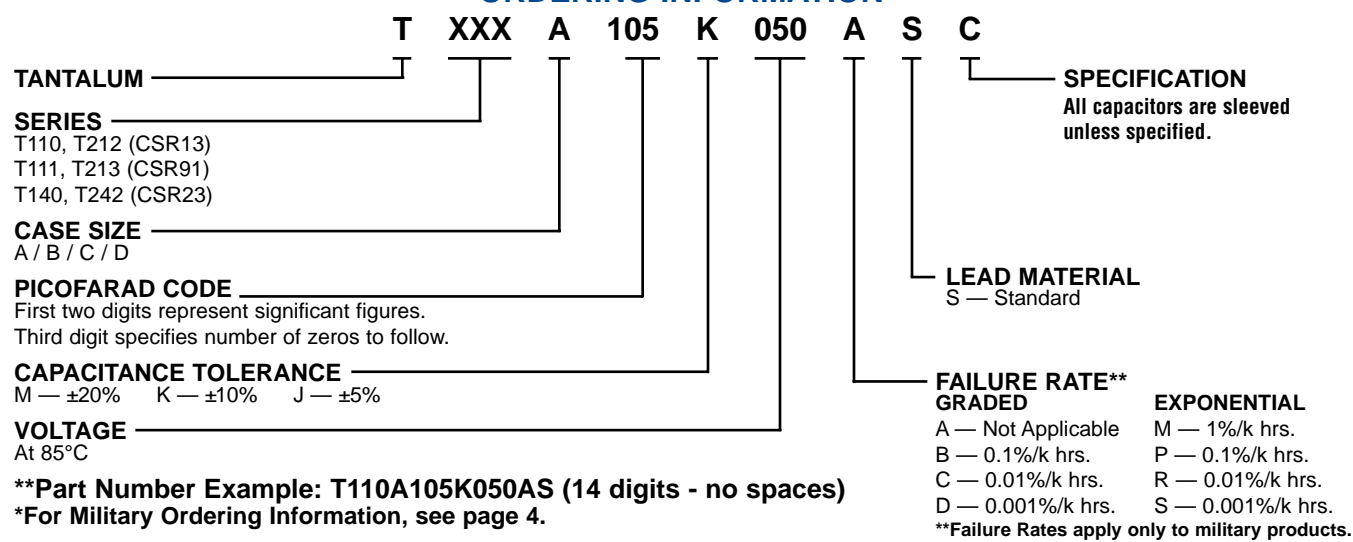 ORDERING INFORMATION
T XXX A 105 K 050 A S C
TANTALUM
SERIES
T110, T212 (CSR13)
T111, T213 (CSR91)
T140, T242 (CSR23)
CASE SIZE
A / B / C / D
PICOFARAD CODE
First two digits represent significant figures.
Third digit specifies number of zeros to follow.
CAPACITANCE TOLERANCE
M — ±20% K — ±10% J — ±5%
VOLTAGE
At 85°C
**Part Number Example: T110A105K050AS (14 digits - no spaces)
*For Military Ordering Information, see page 4.
SPECIFICATION
All capacitors are sleeved
unless specified.
LEAD MATERIAL
S — Standard
FAILURE RATE**
GRADED EXPONENTIAL
A — Not Applicable M — 1%/k hrs.
B — 0.1%/k hrs. P — 0.1%/k hrs.
C — 0.01%/k hrs. R — 0.01%/k hrs.
D — 0.001%/k hrs. S — 0.001%/k hrs.
**Failure Rates apply only to military products.